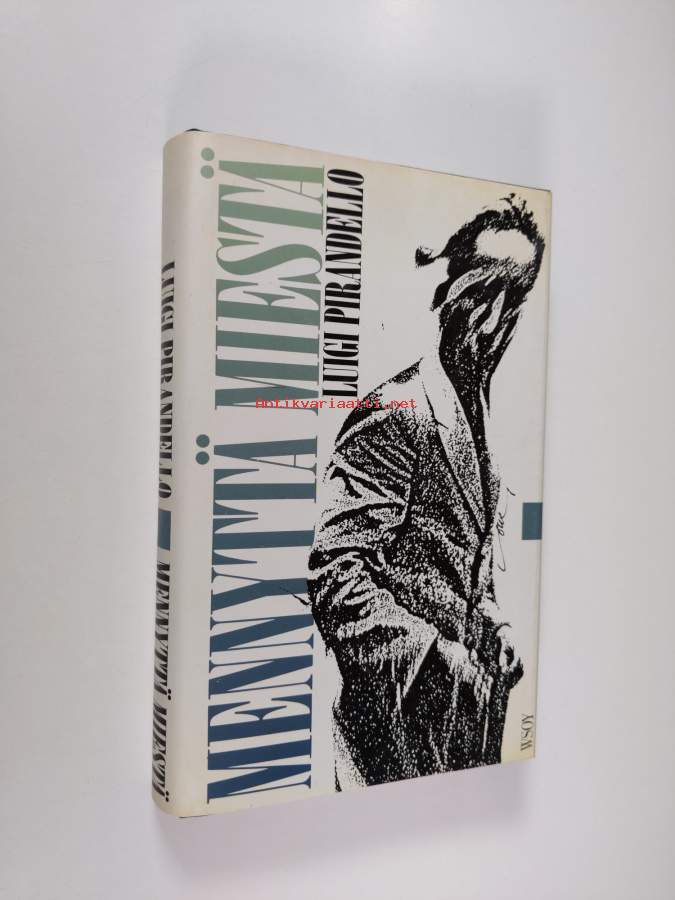 MENNYTTÄ MIESTÄ
LUIGI PIRANDELLO
WSOY
LUIGI PIRANDELLO MENNYTTÄ MIESTÄ
Antikvariaatti.net